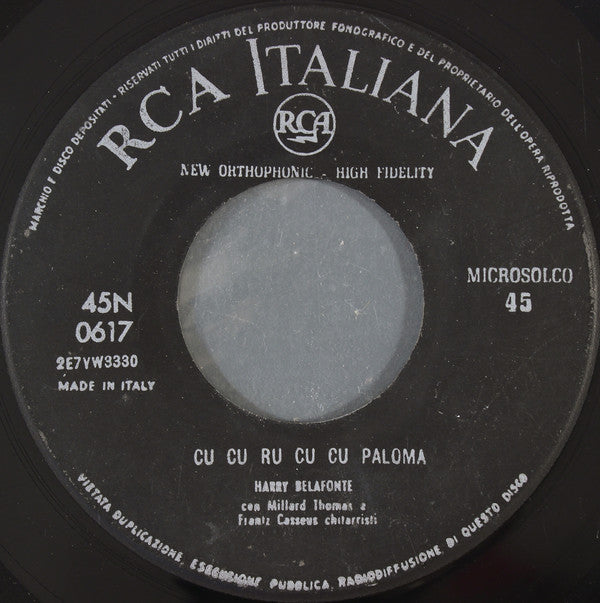 MARCHIO E DISCO DEPOSITATI - RISERVATI TUTTI I DIRITTI DEL PRODUTTORE FONOGRAFICO E DEL PROPRIETARIO DELL'OPERA RIPRODOTTA
RCA ITALIANA
RCA
NEW ORTHOPHONIC - HIGH FIDELITY
MICROSOLCO
45
45N
0617
2E7YW3330
MADE IN ITALY
CU CU RU CU CU PALOMA
HARRY BELAFONTE
con Millard Thomas e
Frantz Casseus chitarristi
VIETATA DUPLICAZIONE, ESECUZIONE PUBBLICA, RADIODIFFUSIONE DI QUESTO DISCO